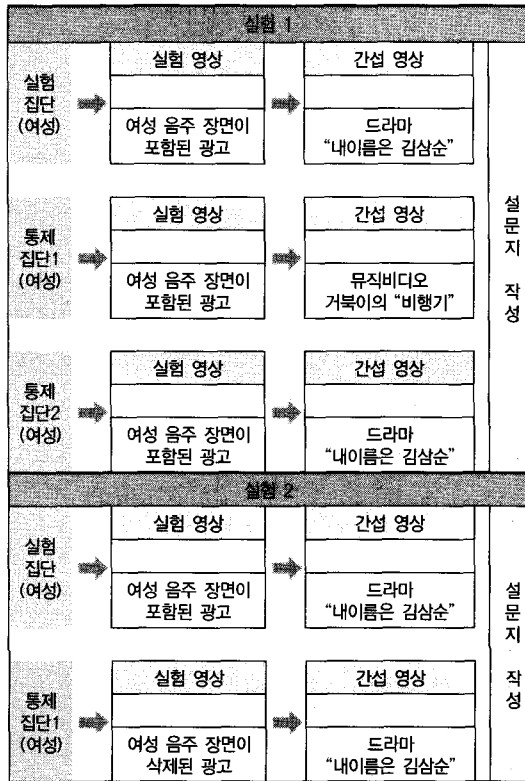 실험 1
실험 집단 (여성)
실험 영상
여성 음주 장면이
포함된 광고
간섭 영상
드라마
“내이름은 김삼순”
통제 집단1 (여성)
실험 영상
여성 음주 장면이
포함된 광고
간섭 영상
뮤직비디오
거북이의 “비행기”
통제 집단2 (여성)
실험 영상
여성 음주 장면이
포함된 광고
간섭 영상
드라마
“내이름은 김삼순”
설문지 작성
실험 2
실험 집단 (여성)
실험 영상
여성 음주 장면이
포함된 광고
간섭 영상
드라마
“내이름은 김삼순”
통제 집단1 (여성)
실험 영상
여성 음주 장면이
삭제된 광고
간섭 영상
드라마
“내이름은 김삼순”
설문지 작성